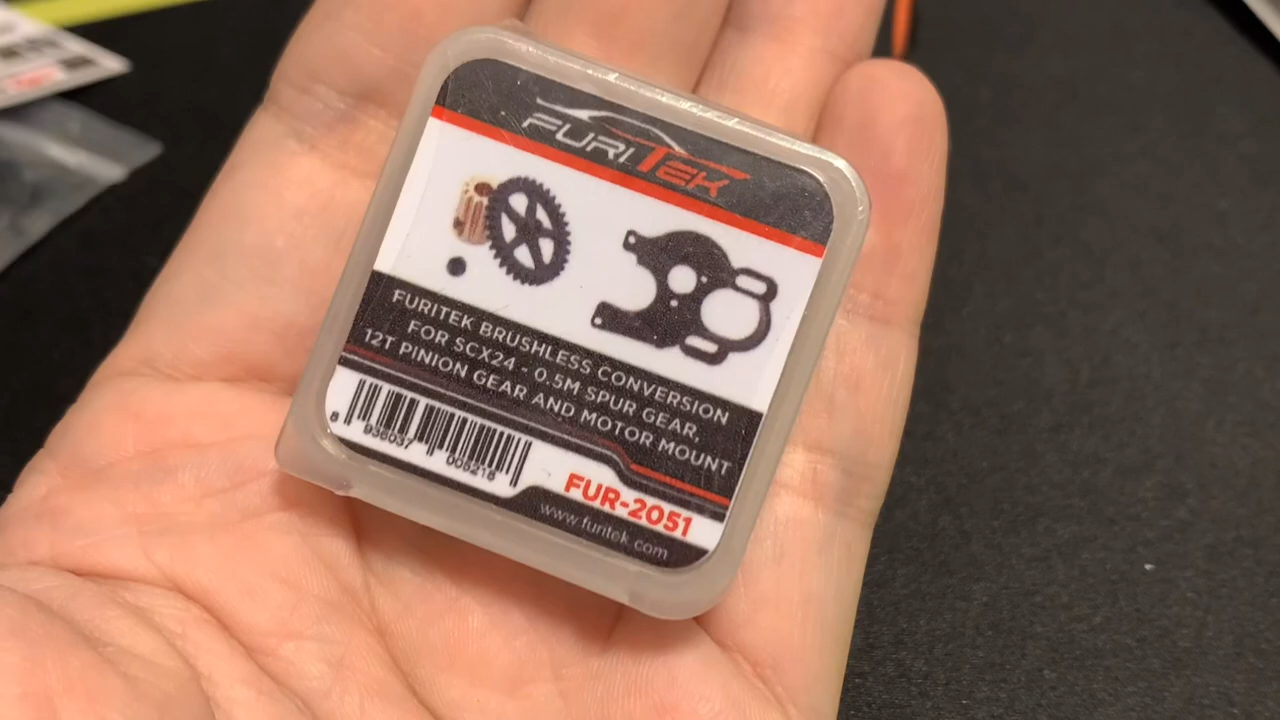 FURITEK
FURITEK BRUSHLESS CONVERSION
FOR SCX24 - 0.5M SPUR GEAR,
12T PINION GEAR AND MOTOR MOUNT
8 936037 005218
FUR-2051
www.furitek.com